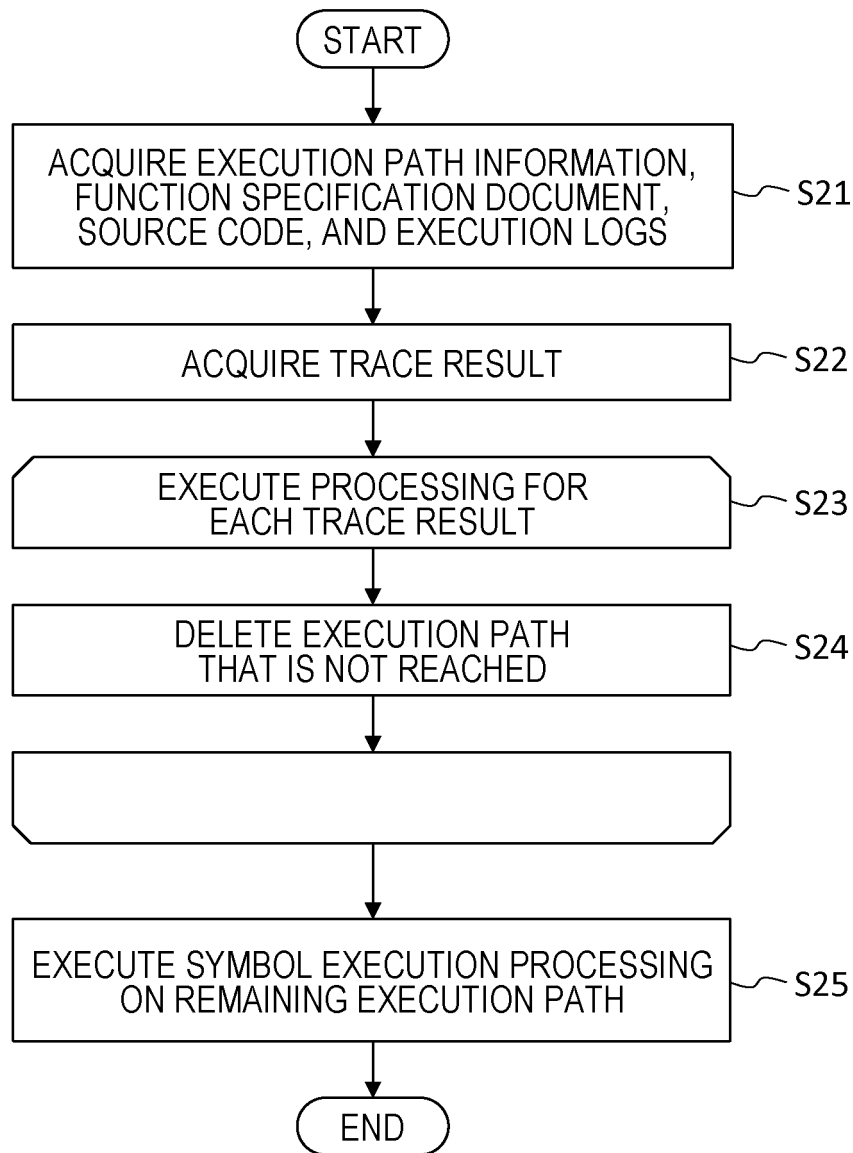 START
ACQUIRE EXECUTION PATH INFORMATION,
FUNCTION SPECIFICATION DOCUMENT,
SOURCE CODE, AND EXECUTION LOGS
S21
ACQUIRE TRACE RESULT
S22
EXECUTE PROCESSING FOR
EACH TRACE RESULT
S23
DELETE EXECUTION PATH
THAT IS NOT REACHED
S24
EXECUTE SYMBOL EXECUTION PROCESSING
ON REMAINING EXECUTION PATH
S25
END